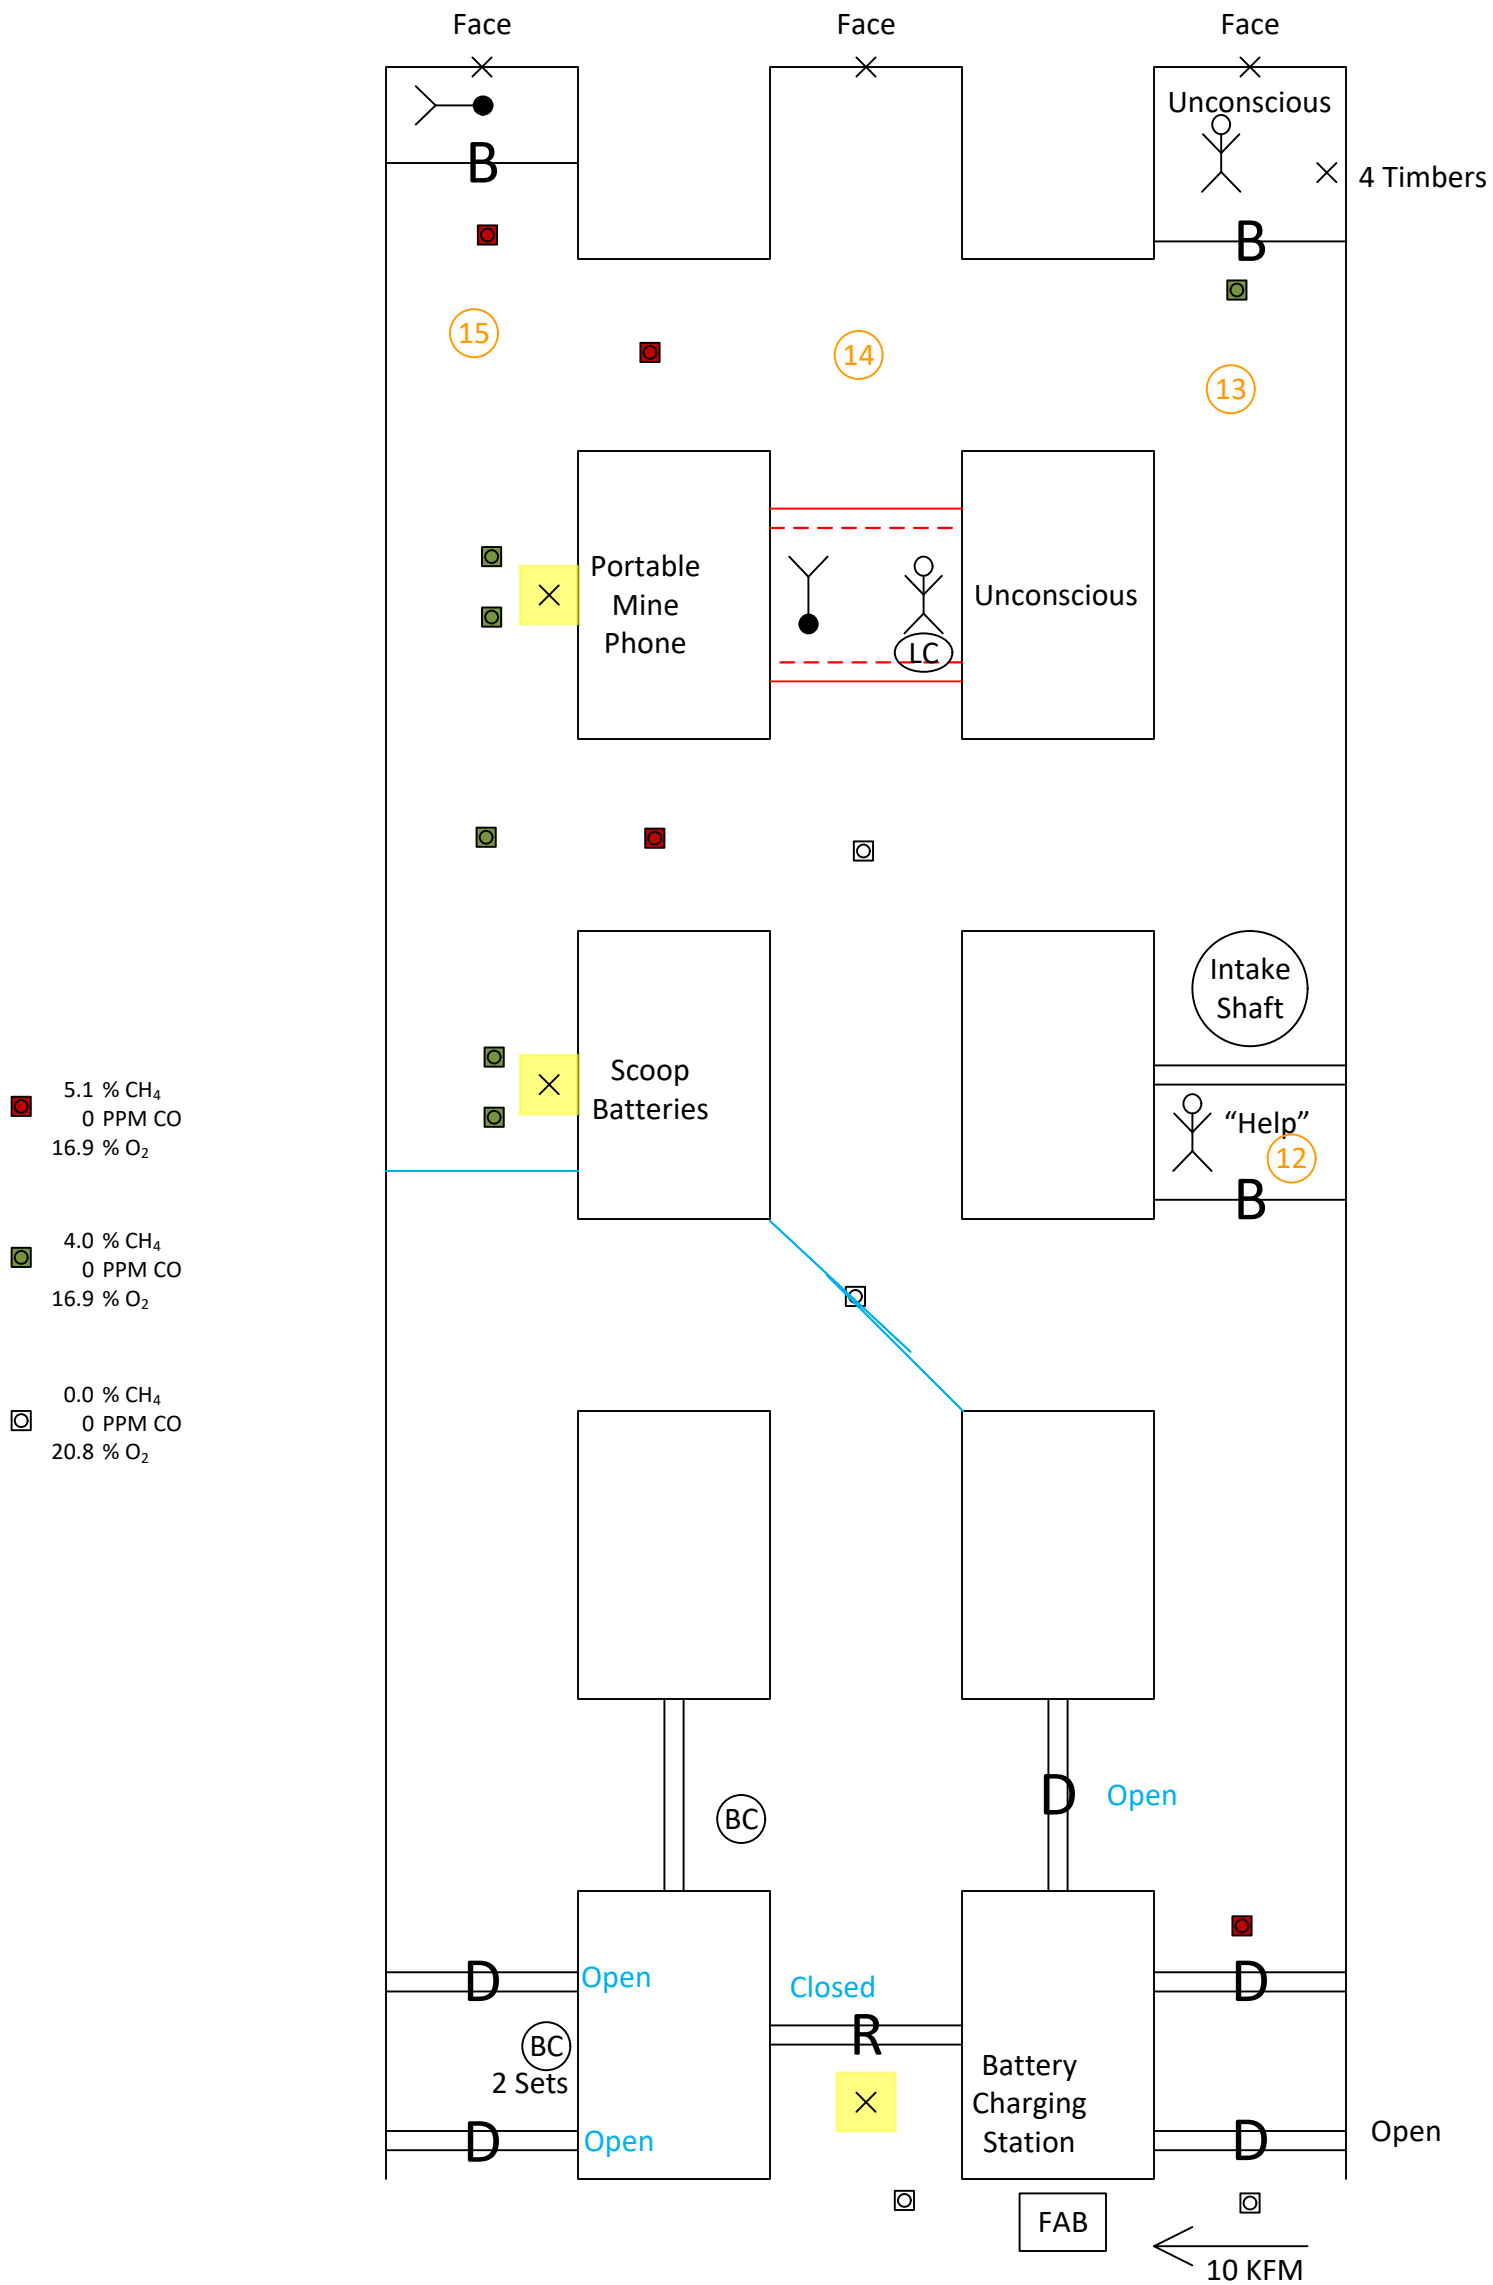 Face
Face
Face
Unconscious
B
4 Timbers
B
15
14
13
Portable
Mine
Phone
Unconscious
LC
Intake
Shaft
Scoop
Batteries
5.1 % CH₄
0 PPM CO
16.9 % O₂
"Help"
12
B
4.0 % CH₄
0 PPM CO
16.9 % O₂
0.0 % CH₄
0 PPM CO
20.8 % O₂
D
Open
BC
D
Open
Closed
D
R
BC
2 Sets
Battery
Charging
Station
D
Open
D
Open
FAB
10 KFM